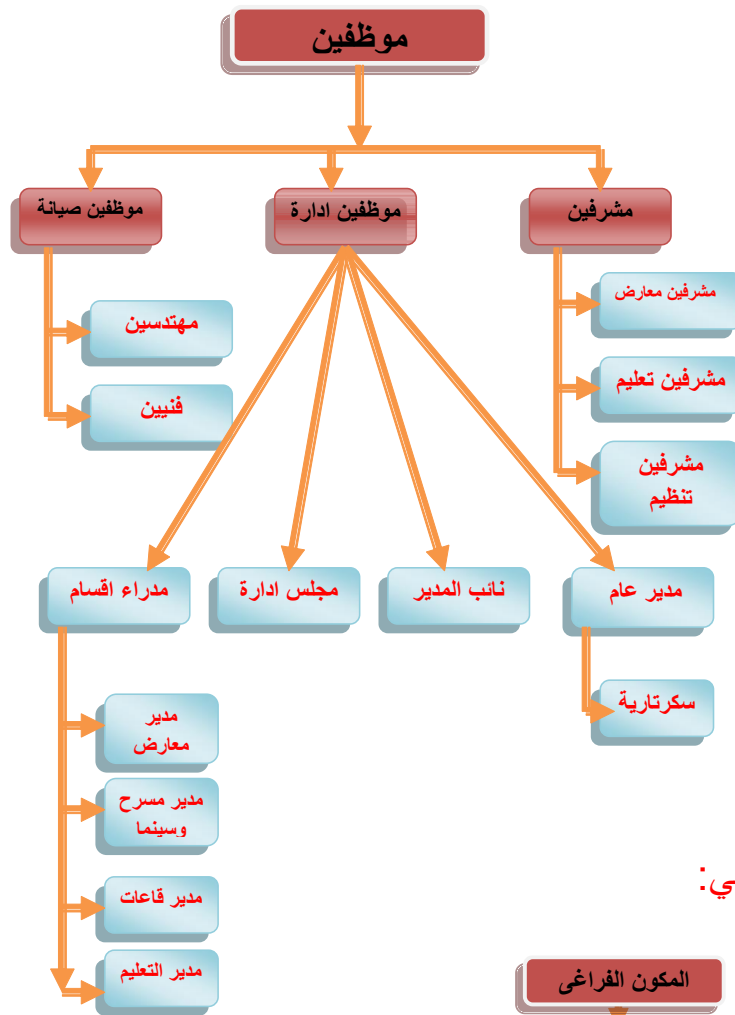 موظفين
مشرفين
موظفين ادارة
موظفين صيانة
مشرفين معارض
مهتدسين
مشرفين تعليم
فنيين
مشرفين
تنظيم
مدير عام
نائب المدير
مجلس ادارة
مدراء اقسام
سكرتارية
مدير
معارض
مدير مسرح
وسينما
مدير قاعات
مدير التعليم
ي:
المكون الفراغى